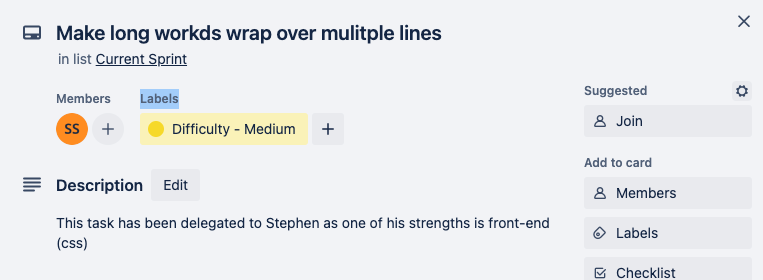 Make long workds wrap over mulitple lines
in list Current Sprint
Members
Labels
SS
Difficulty - Medium
Description
Edit
This task has been delegated to Stephen as one of his strengths is front-end
(css)
Suggested
Join
Add to card
Members
Labels
Checklist